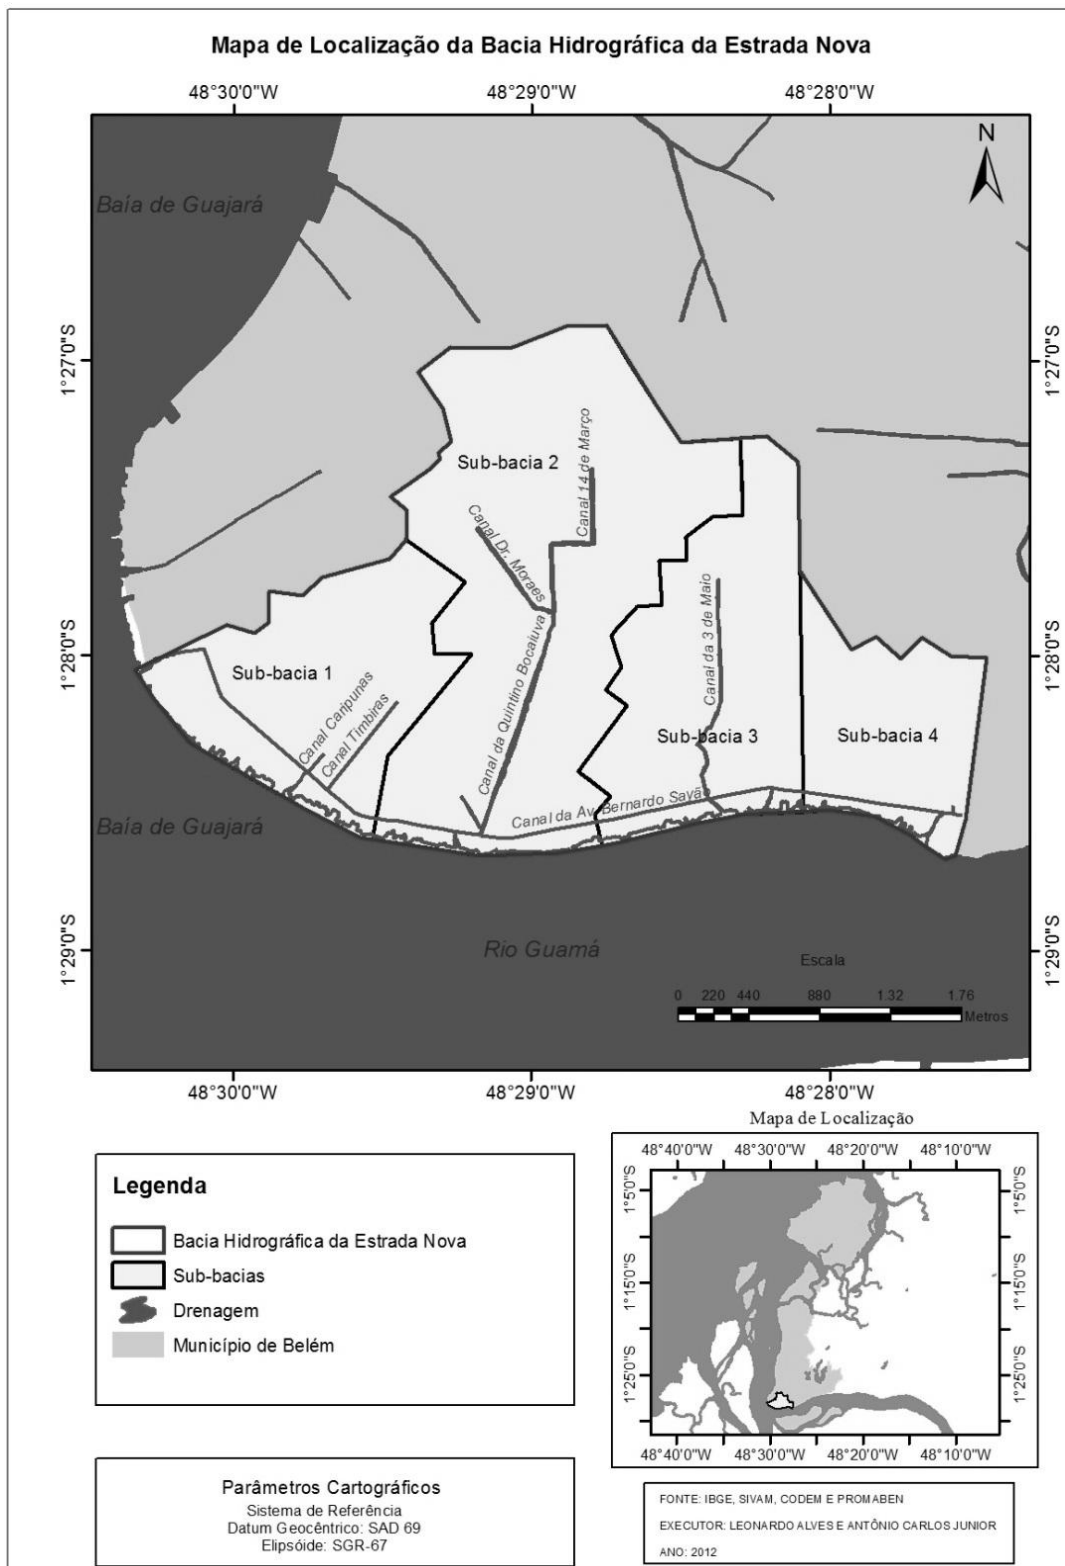 Mapa de Localização da Bacia Hidrográfica da Estrada Nova
48°30'0"W 48°29'0"W 48°28'0"W
N
Baía de Guajará
1°27'0"S 1°27'0"S
Sub-bacia 2
Canal 14 de Março
Canal Dr. Moraes
Canal da 3 de Maio
Canal da Quintino Bocaiuva
1°28'0"S 1°28'0"S
Sub-bacia 1
Canal Caripunas
Canal Timbiras
Sub-bacia 3
Sub-bacia 4
Canal da Av. Bernardo Sayão
Baía de Guajará
Rio Guamá
1°29'0"S 1°29'0"S
Escala
0 220 440 880 1.32 1.76
Metros
48°30'0"W 48°29'0"W 48°28'0"W
Legenda
Bacia Hidrográfica da Estrada Nova
Sub-bacias
Drenagem
Município de Belém
Mapa de Localização
48°40'0"W 48°30'0"W 48°20'0"W 48°10'0"W
1°5'0"S 1°5'0"S
1°15'0"S 1°15'0"S
1°25'0"S 1°25'0"S
48°40'0"W 48°30'0"W 48°20'0"W 48°10'0"W
Parâmetros Cartográficos
Sistema de Referência
Datum Geocêntrico: SAD 69
Elipsóide: SGR-67
FONTE: IBGE, SIVAM, CODEM E PROMABEN
EXECUTOR: LEONARDO ALVES E ANTÔNIO CARLOS JUNIOR
ANO: 2012